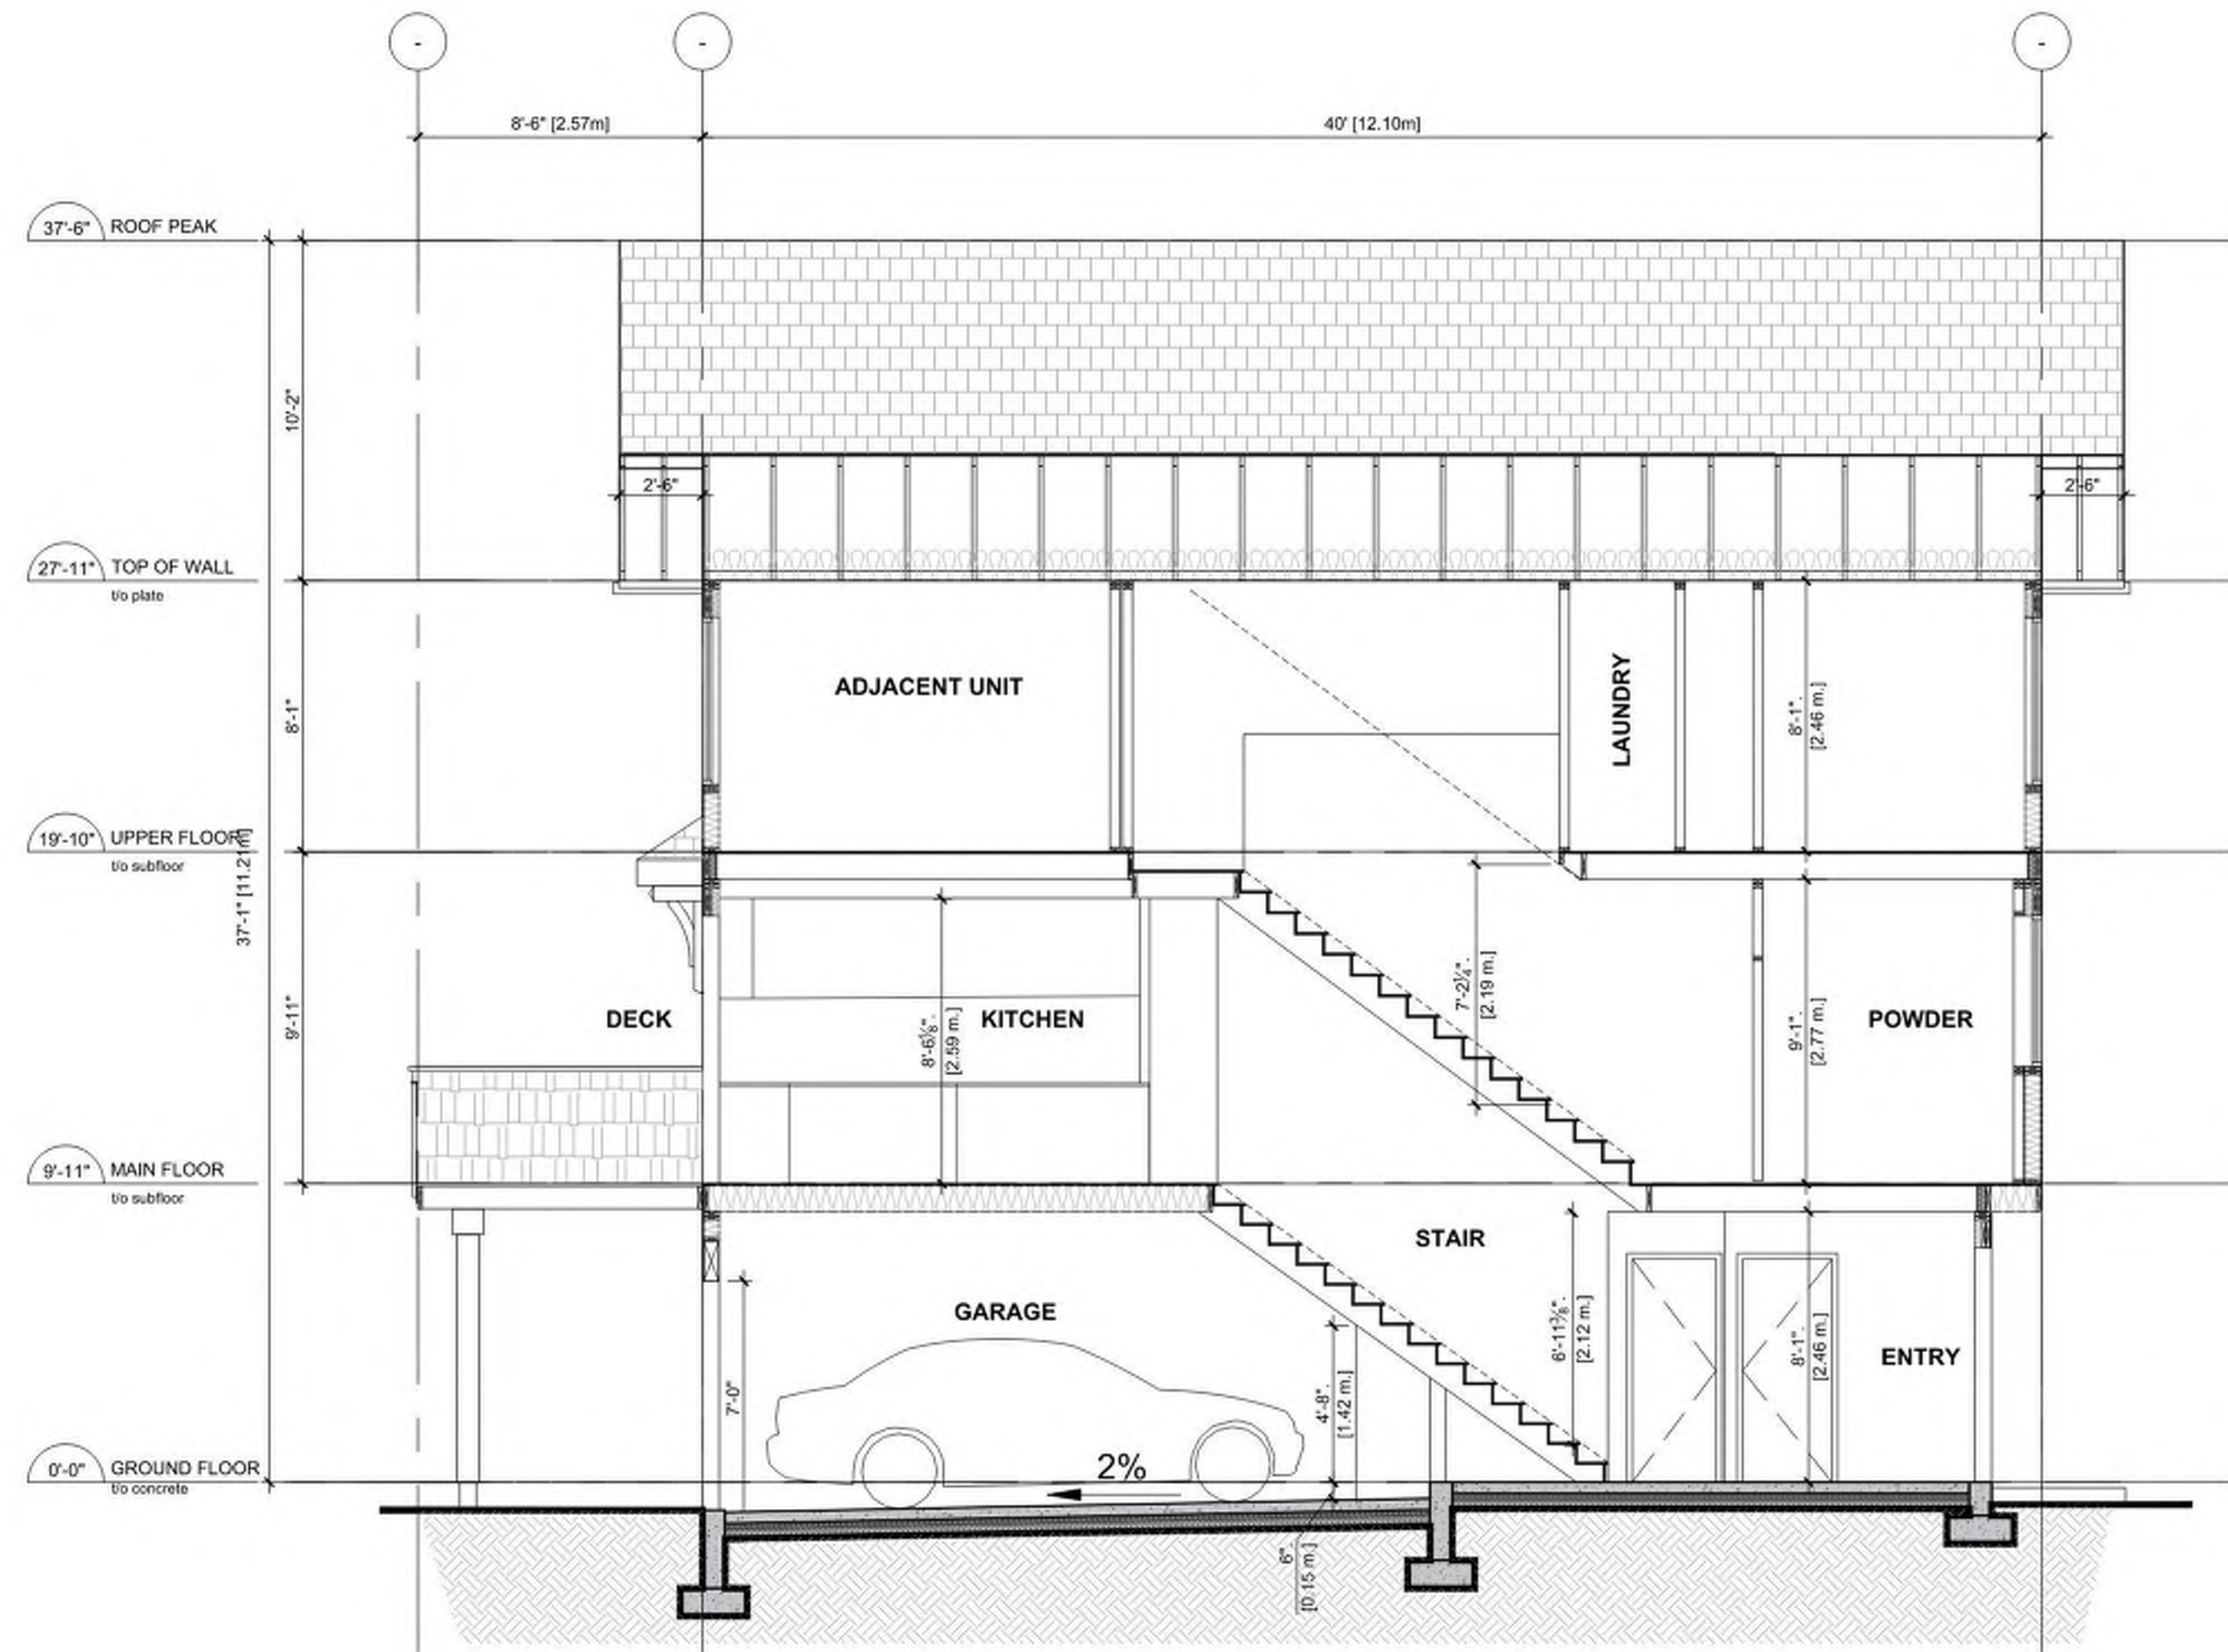 -
-
-
8'-6" [2.57m]
40' [12.10m]
37'-6" ROOF PEAK
10'-2"
2'-6"
2'-6"
27'-11" TOP OF WALL
t/o plate
ADJACENT UNIT
LAUNDRY
8'-1"
8'-1".
[2.46 m.]
19'-10" UPPER FLOOR
t/o subfloor
37'-1" [11.21m]
9'-11"
DECK
8'-6⅛".
[2.59 m.]
KITCHEN
7'-2¼".
[2.19 m.]
9'-1".
[2.77 m.]
POWDER
9'-11" MAIN FLOOR
t/o subfloor
STAIR
GARAGE
7'-0"
4'-8".
[1.42 m.]
6'-11⅜".
[2.12 m.]
8'-1".
[2.46 m.]
ENTRY
2%
0'-0" GROUND FLOOR
t/o concrete
6".
[0.15 m.]